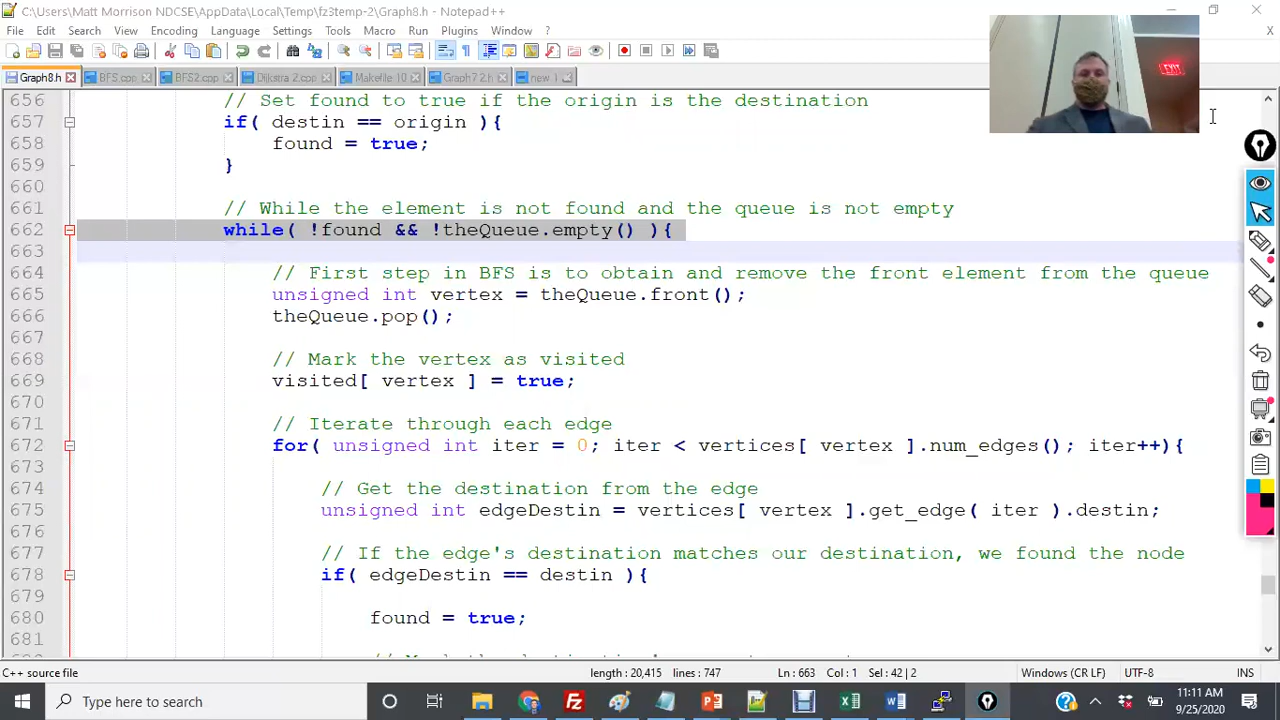 C:\Users\Matt Morrison NDCSE\AppData\Local\Temp\fz3temp-2\Graph8.h - Notepad++
File Edit Search View Encoding Language Settings Tools Macro Run Plugins Window ?
X
Graph8.h BFS.cpp BFS2.cpp Dijkstra 2.cpp Makefile 10 Graph 2.h new 1
656 // Set found to true if the origin is the destination
EXIT
657 if( destin == origin ){
658 found = true;
659 }
660
661 // While the element is not found and the queue is not empty
662 while( !found && !theQueue.empty() ){
663
664 // First step in BFS is to obtain and remove the front element from the queue
665 unsigned int vertex = theQueue.front();
666 theQueue.pop();
667
668 // Mark the vertex as visited
669 visited[ vertex ] = true;
670
671 // Iterate through each edge
672 for( unsigned int iter = 0; iter < vertices[ vertex ].num_edges(); iter++){
673
674 // Get the destination from the edge
675 unsigned int edgeDestin = vertices[ vertex ].get_edge( iter ).destin;
676
677 // If the edge's destination matches our destination, we found the node
678 if( edgeDestin == destin ){
679
680 found = true;
681
C++ source file length : 20,415 lines : 747 Ln : 663 Col : 1 Sel : 42 | 2 Windows (CR LF) UTF-8 INS
Type here to search
11:11 AM
9/25/2020